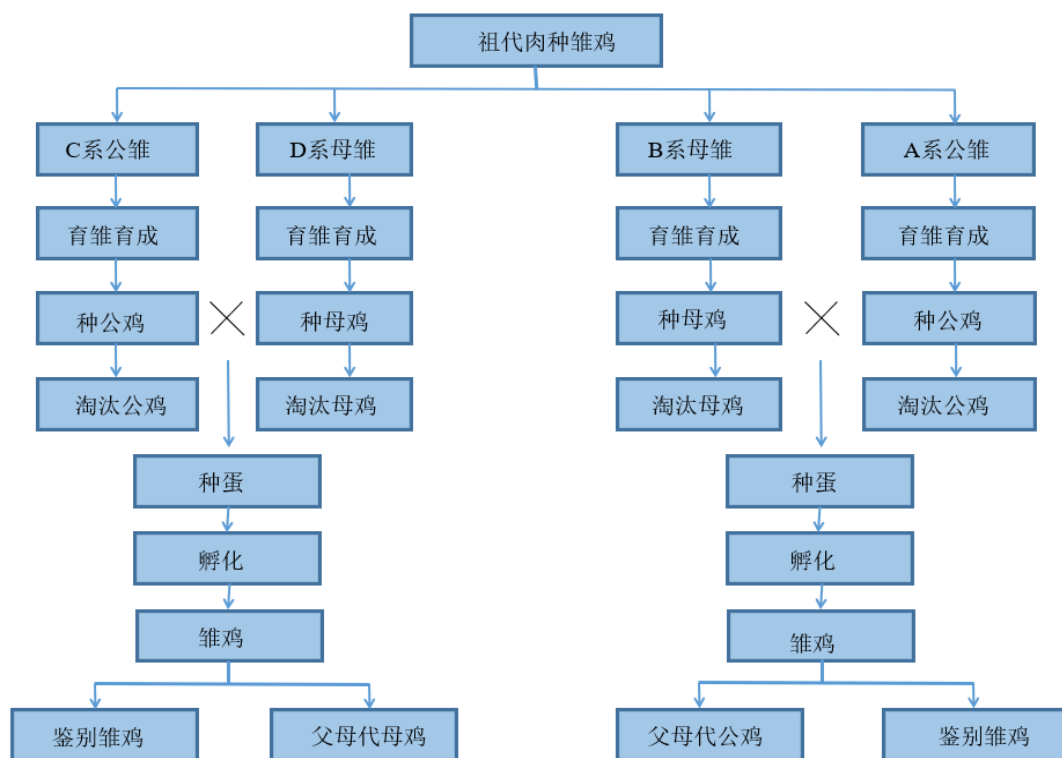 祖代肉种雏鸡
C系公雏
D系母雏
B系母雏
A系公雏
育雏育成
育雏育成
育雏育成
育雏育成
种公鸡
种母鸡
种母鸡
种公鸡
淘汰公鸡
淘汰母鸡
淘汰母鸡
淘汰公鸡
种蛋
种蛋
孵化
孵化
雏鸡
雏鸡
鉴别雏鸡
父母代母鸡
父母代公鸡
鉴别雏鸡